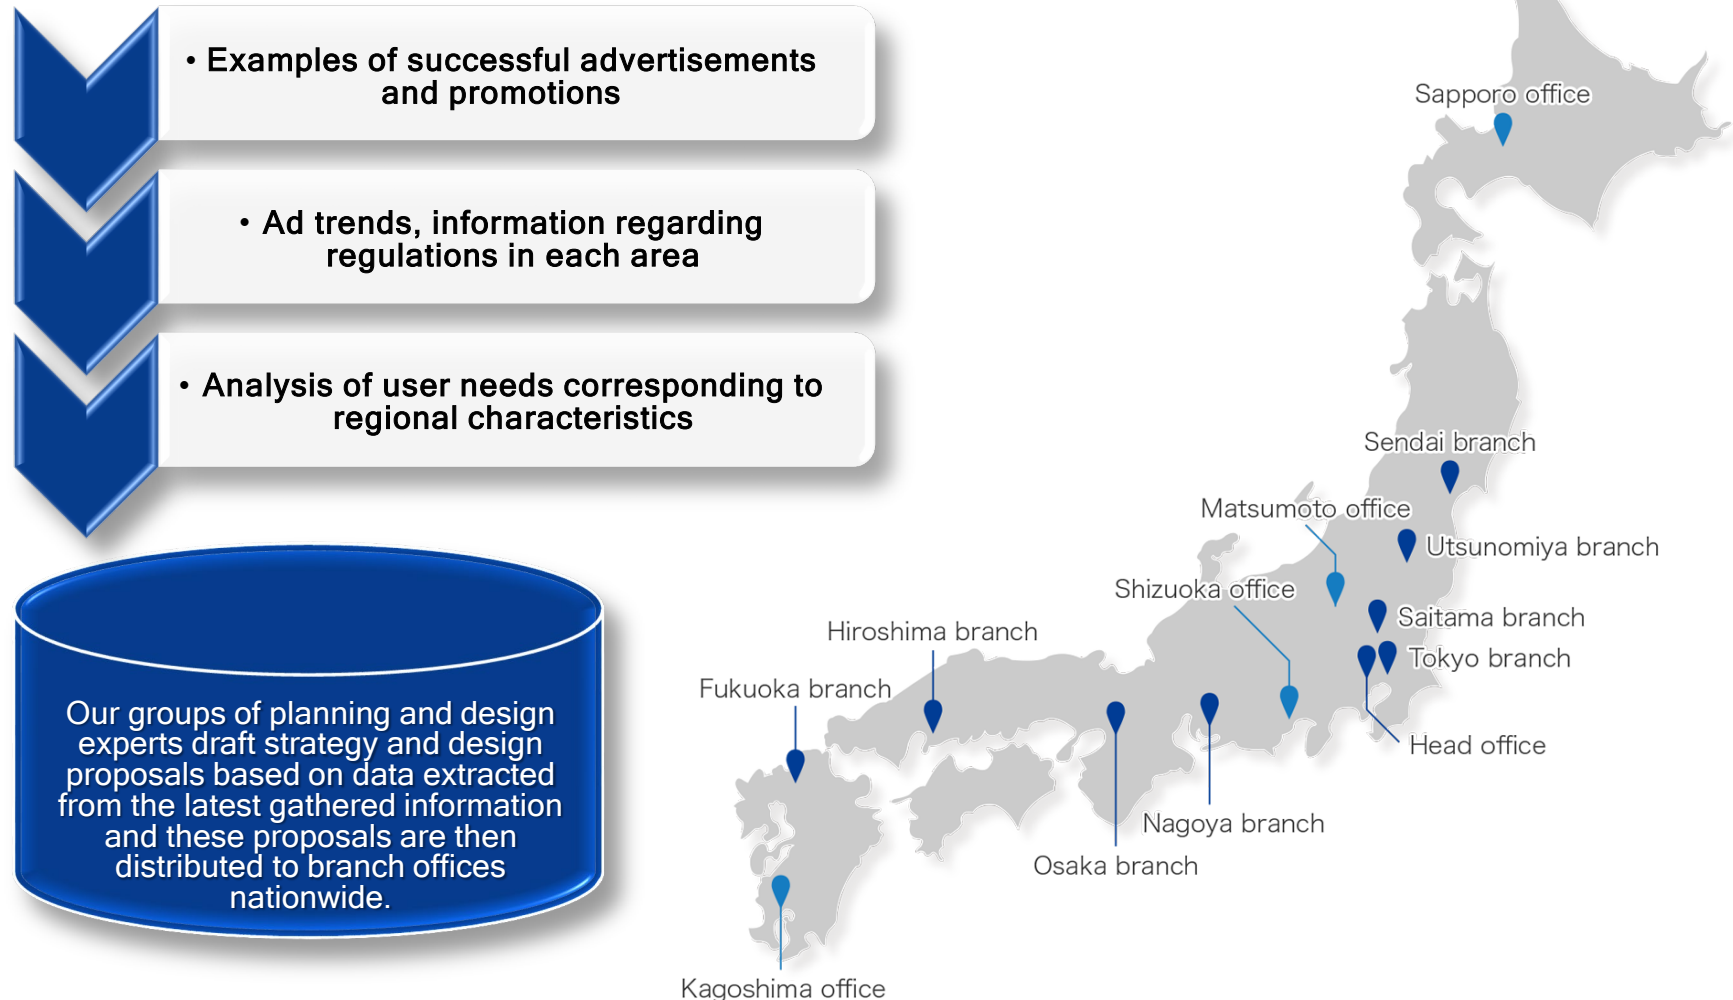 • Examples of successful advertisements
and promotions
• Ad trends, information regarding
regulations in each area
• Analysis of user needs corresponding to
regional characteristics
Our groups of planning and design
experts draft strategy and design
proposals based on data extracted
from the latest gathered information
and these proposals are then
distributed to branch offices
nationwide.
Sapporo office
Sendai branch
Matsumoto office
Utsunomiya branch
Shizuoka office
Saitama branch
Hiroshima branch
Tokyo branch
Fukuoka branch
Head office
Nagoya branch
Osaka branch
Kagoshima office